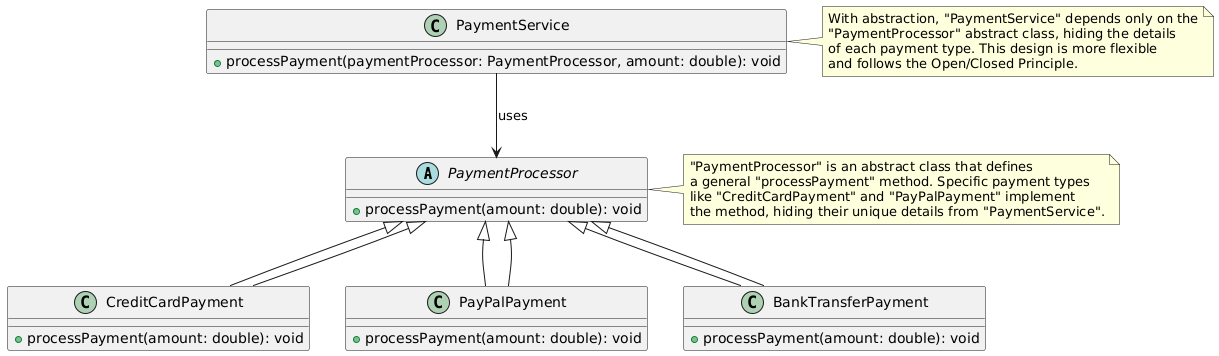 C PaymentService
processPayment(paymentProcessor: PaymentProcessor, amount: double): void
With abstraction, "PaymentService" depends only on the
"PaymentProcessor" abstract class, hiding the details
of each payment type. This design is more flexible
and follows the Open/Closed Principle.
uses
A PaymentProcessor
processPayment(amount: double): void
"PaymentProcessor" is an abstract class that defines
a general "processPayment" method. Specific payment types
like "CreditCardPayment" and "PayPalPayment" implement
the method, hiding their unique details from "PaymentService".
C CreditCardPayment
processPayment(amount: double): void
C PayPalPayment
processPayment(amount: double): void
C BankTransferPayment
processPayment(amount: double): void